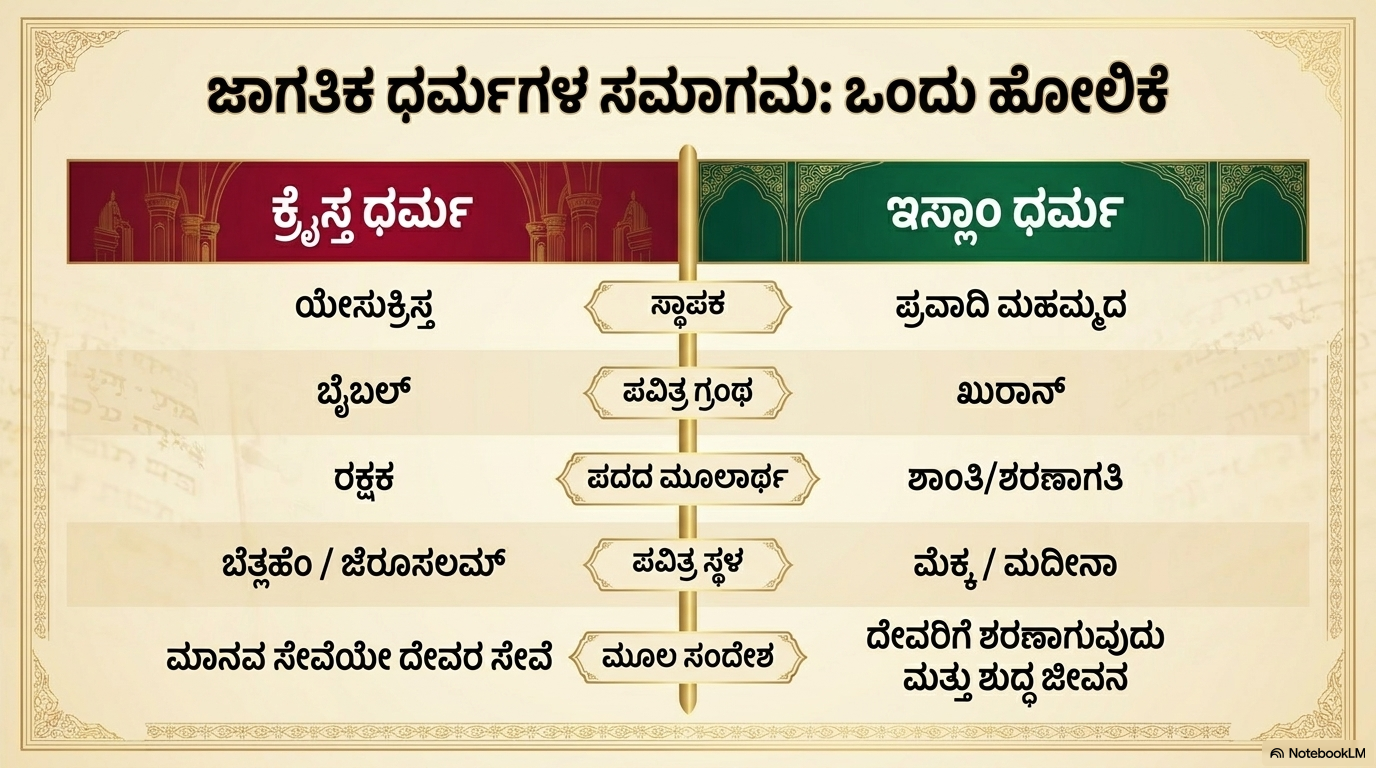 ಜಾಗತಿಕ ಧರ್ಮಗಳ ಸಮಾಗಮ: ಒಂದು ಹೋಲಿಕೆ
ಕ್ರೈಸ್ತ ಧರ್ಮ
ಇಸ್ಲಾಂ ಧರ್ಮ
ಯೇಸುಕ್ರಿಸ್ತ
ಸ್ಥಾಪಕ
ಪ್ರವಾದಿ ಮಹಮ್ಮದ
ಬೈಬಲ್
ಪವಿತ್ರ ಗ್ರಂಥ
ಖುರಾನ್
ರಕ್ಷಕ
ಪದದ ಮೂಲಾರ್ಥ
ಶಾಂತಿ/ಶರಣಾಗತಿ
ಬೆತ್ಲಹೆಂ / ಜೆರೂಸಲಮ್
ಪವಿತ್ರ ಸ್ಥಳ
ಮೆಕ್ಕ / ಮದೀನಾ
ಮಾನವ ಸೇವೆಯೇ ದೇವರ ಸೇವೆ
ಮೂಲ ಸಂದೇಶ
ದೇವರಿಗೆ ಶರಣಾಗುವುದು
ಮತ್ತು ಶುದ್ಧ ಜೀವನ
NotebookLM